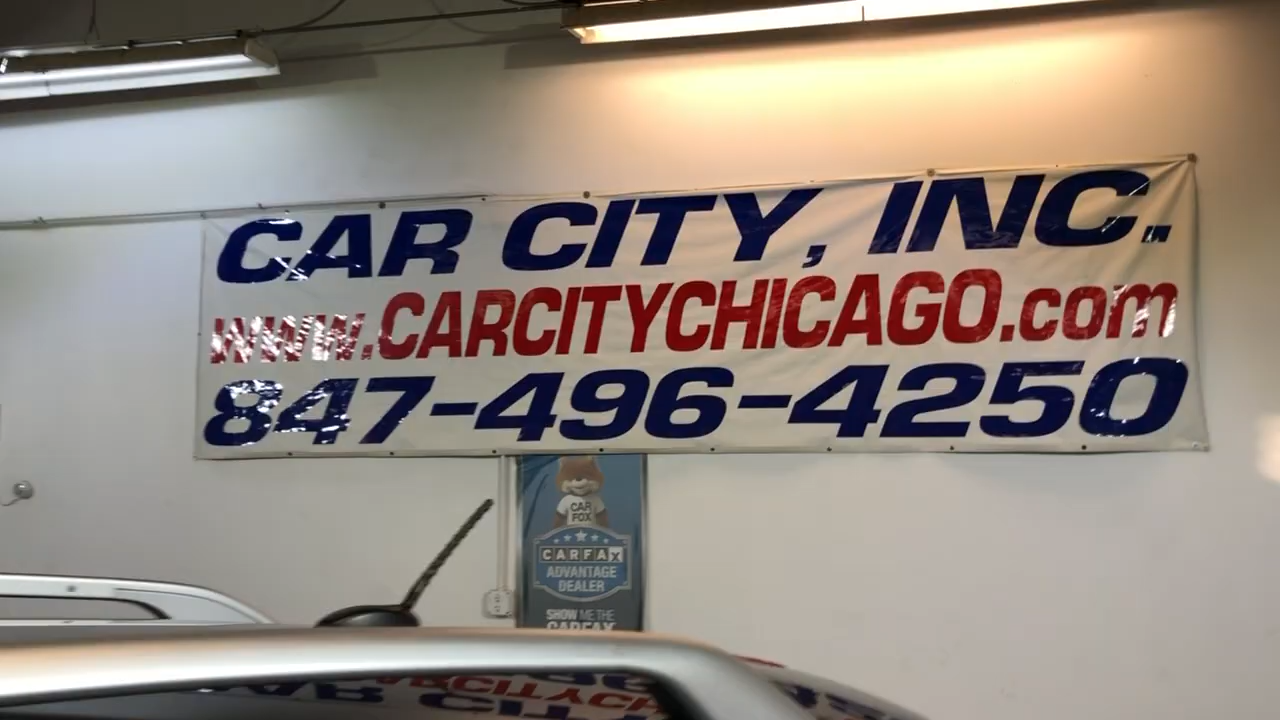 CAR CITY, INC.
www.CARCITYCHICAGO.com
847-496-4250
CAR
FOX
CARFAX
ADVANTAGE
DEALER
SHOW ME THE
CARFAX